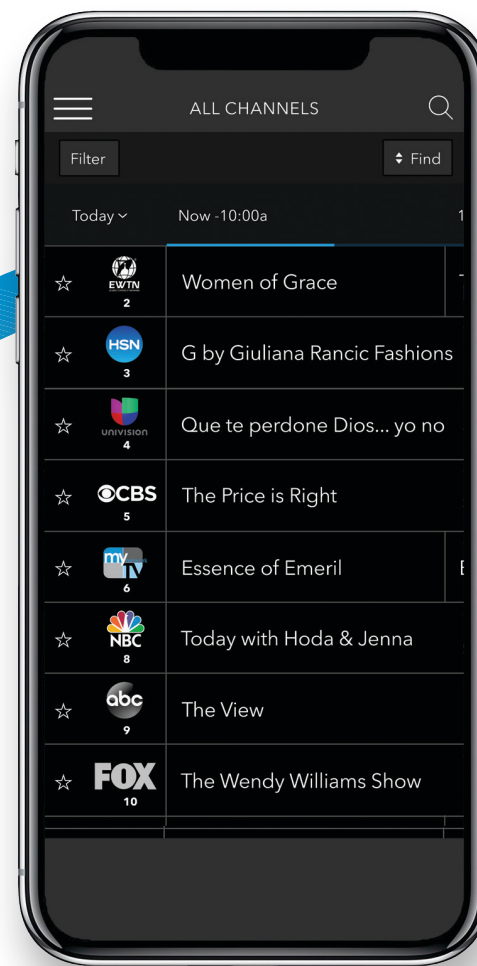 ALL CHANNELS
Filter
Find
Today
Now -10:00a
1
EWTN
2
Women of Grace
HSN
3
G by Giuliana Rancic Fashions
UNIVISION
4
Que te perdone Dios... yo no
CBS
5
The Price is Right
my TV
6
Essence of Emeril
NBC
8
Today with Hoda & Jenna
abc
9
The View
FOX
10
The Wendy Williams Show